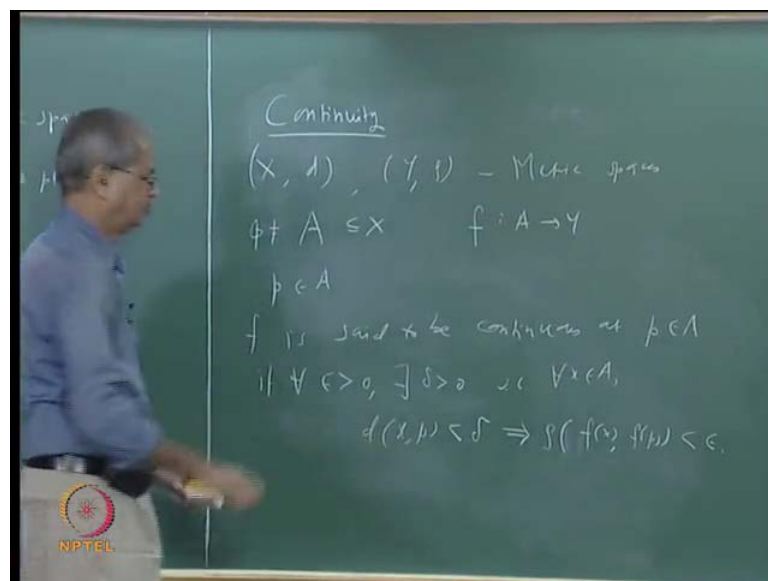 Continuity
(X, d), (Y, ρ) - Metric spaces
φ ≠ A ⊆ X f : A → Y
p ∈ A
f is said to be continuous at p ∈ A
if ∀ ε > 0, ∃ δ > 0 ∀ x ∈ A,
d(x, p) < δ ⇒ ρ(f(x), f(p)) < ε.
NPTEL